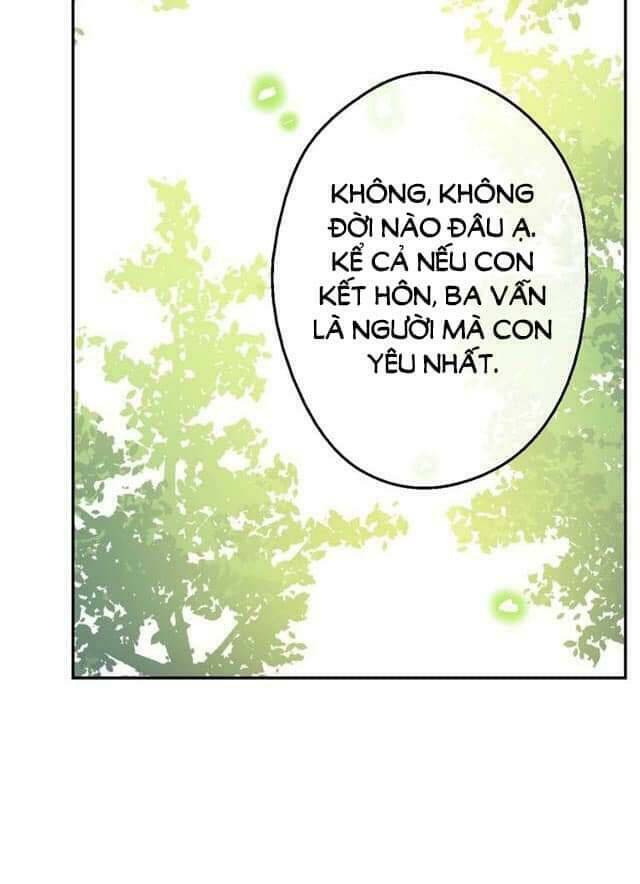 KHÔNG, KHÔNG
ĐỜI NÀO ĐÂU Ạ.
KỂ CẢ NẾU CON
KẾT HÔN, BA VẪN
LÀ NGƯỜI MÀ CON
YÊU NHẤT.